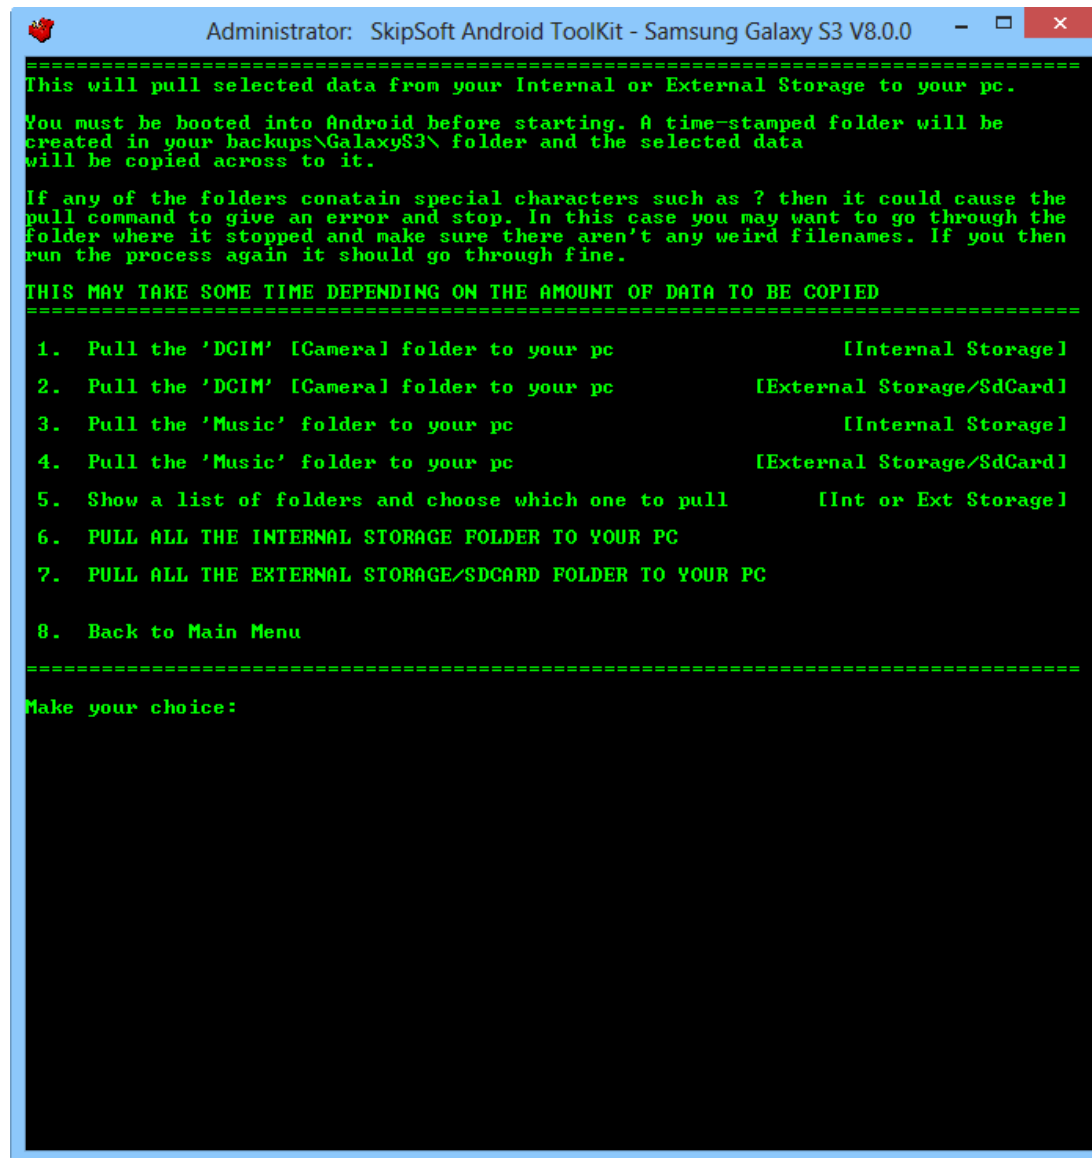 Administrator: SkipSoft Android ToolKit - Samsung Galaxy S3 V8.0.0
=====================================================================================
This will pull selected data from your Internal or External Storage to your pc.
You must be booted into Android before starting. A time-stamped folder will be
created in your backups\GalaxyS3\ folder and the selected data
will be copied across to it.
If any of the folders conatain special characters such as ? then it could cause the
pull command to give an error and stop. In this case you may want to go through the
folder where it stopped and make sure there aren't any weird filenames. If you then
run the process again it should go through fine.
THIS MAY TAKE SOME TIME DEPENDING ON THE AMOUNT OF DATA TO BE COPIED
=====================================================================================
1. Pull the 'DCIM' [Camera] folder to your pc [Internal Storage]
2. Pull the 'DCIM' [Camera] folder to your pc [External Storage/SdCard]
3. Pull the 'Music' folder to your pc [Internal Storage]
4. Pull the 'Music' folder to your pc [External Storage/SdCard]
5. Show a list of folders and choose which one to pull [Int or Ext Storage]
6. PULL ALL THE INTERNAL STORAGE FOLDER TO YOUR PC
7. PULL ALL THE EXTERNAL STORAGE/SDCARD FOLDER TO YOUR PC
8. Back to Main Menu
=====================================================================================
Make your choice: